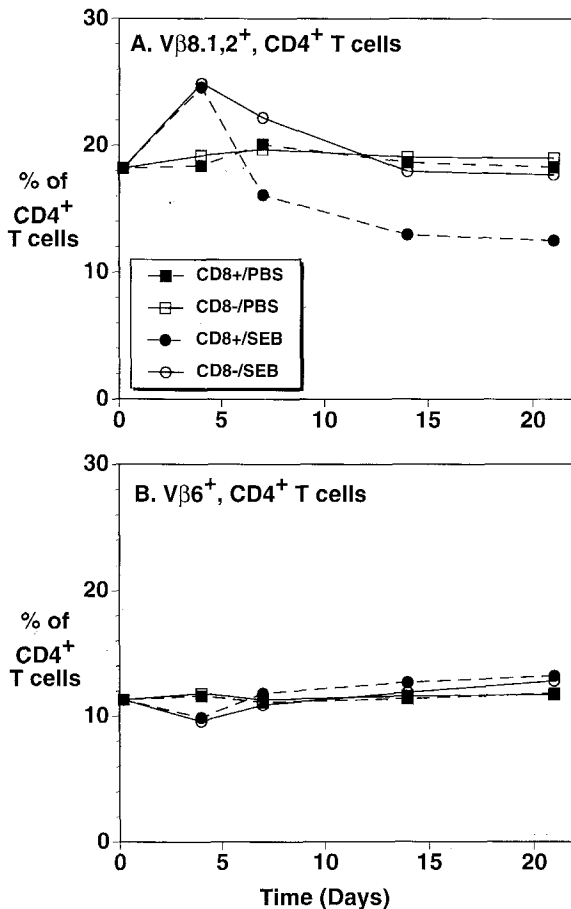 A. Vβ8.1,2⁺, CD4⁺ T cells
30
20
10
0
% of
CD4⁺
T cells
CD8+/PBS
CD8-/PBS
CD8+/SEB
CD8-/SEB
0 5 10 15 20
B. Vβ6⁺, CD4⁺ T cells
30
20
10
0
% of
CD4⁺
T cells
0 5 10 15 20
Time (Days)